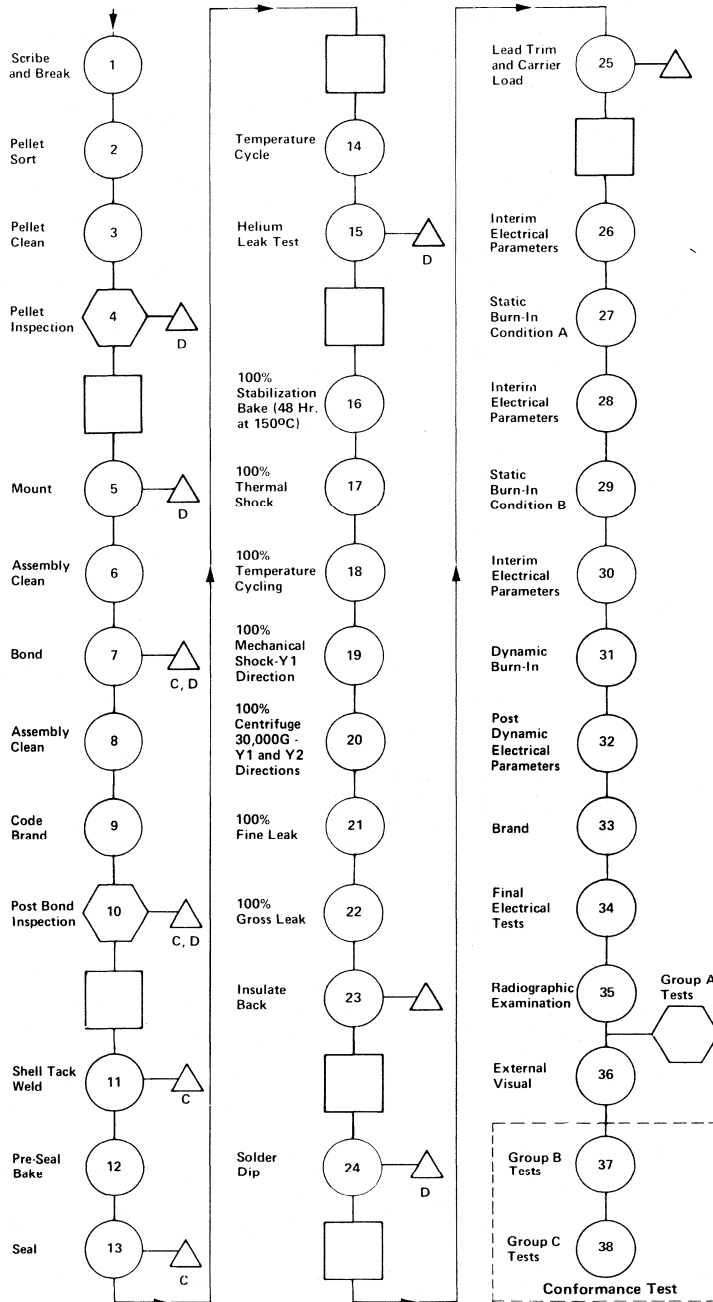 Scribe
and Break
1
Pellet
Sort
2
Pellet
Clean
3
Pellet
Inspection
4
D
Mount
5
D
Assembly
Clean
6
Bond
7
C, D
Assembly
Clean
8
Code
Brand
9
Post Bond
Inspection
10
C, D
Shell Tack
Weld
11
C
Pre-Seal
Bake
12
Seal
13
C
Temperature
Cycle
14
Helium
Leak Test
15
D
100%
Stabilization
Bake (48 Hr.
at 150ºC)
16
100%
Thermal
Shock
17
100%
Temperature
Cycling
18
100%
Mechanical
Shock-Y1
Direction
19
100%
Centrifuge
30,000G -
Y1 and Y2
Directions
20
100%
Fine Leak
21
100%
Gross Leak
22
Insulate
Back
23
Solder
Dip
24
D
Lead Trim
and Carrier
Load
25
Interim
Electrical
Parameters
26
Static
Burn-In
Condition A
27
Interim
Electrical
Parameters
28
Static
Burn-In
Condition B
29
Interim
Electrical
Parameters
30
Dynamic
Burn-In
31
Post
Dynamic
Electrical
Parameters
32
Brand
33
Final
Electrical
Tests
34
Radiographic
Examination
35
Group A
Tests
External
Visual
36
Group B
Tests
37
Group C
Tests
38
Conformance Test